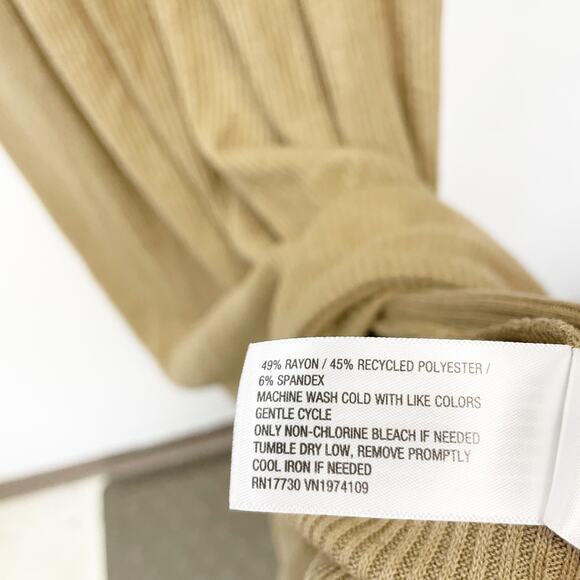 49% RAYON / 45% RECYCLED POLYESTER /
6% SPANDEX
MACHINE WASH COLD WITH LIKE COLORS
GENTLE CYCLE
ONLY NON-CHLORINE BLEACH IF NEEDED
TUMBLE DRY LOW, REMOVE PROMPTLY
COOL IRON IF NEEDED
RN17730 VN1974109